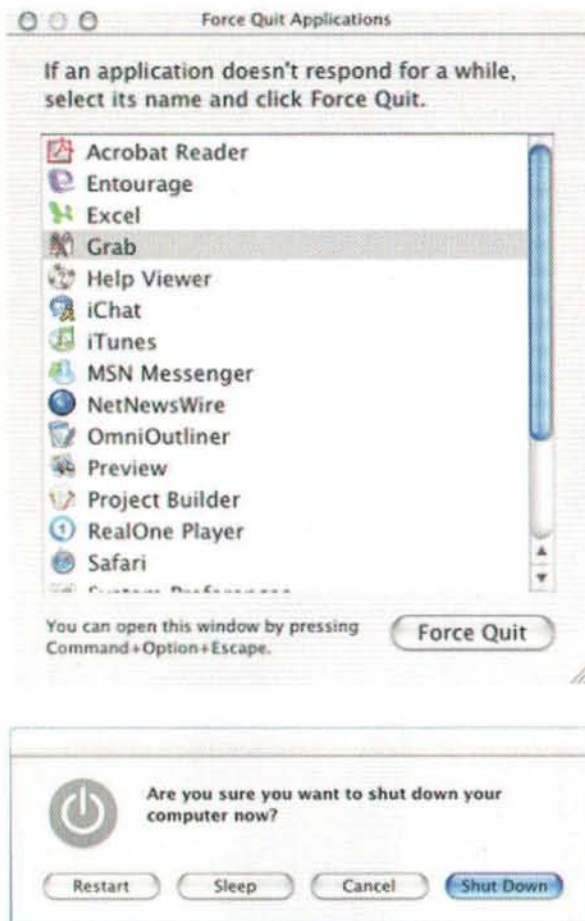 Force Quit Applications
If an application doesn't respond for a while,
select its name and click Force Quit.
Acrobat Reader
Entourage
Excel
Grab
Help Viewer
iChat
iTunes
MSN Messenger
NetNewsWire
OmniOutliner
Preview
Project Builder
RealOne Player
Safari
You can open this window by pressing
Command+Option+Escape.
Force Quit
Are you sure you want to shut down your
computer now?
Restart
Sleep
Cancel
Shut Down